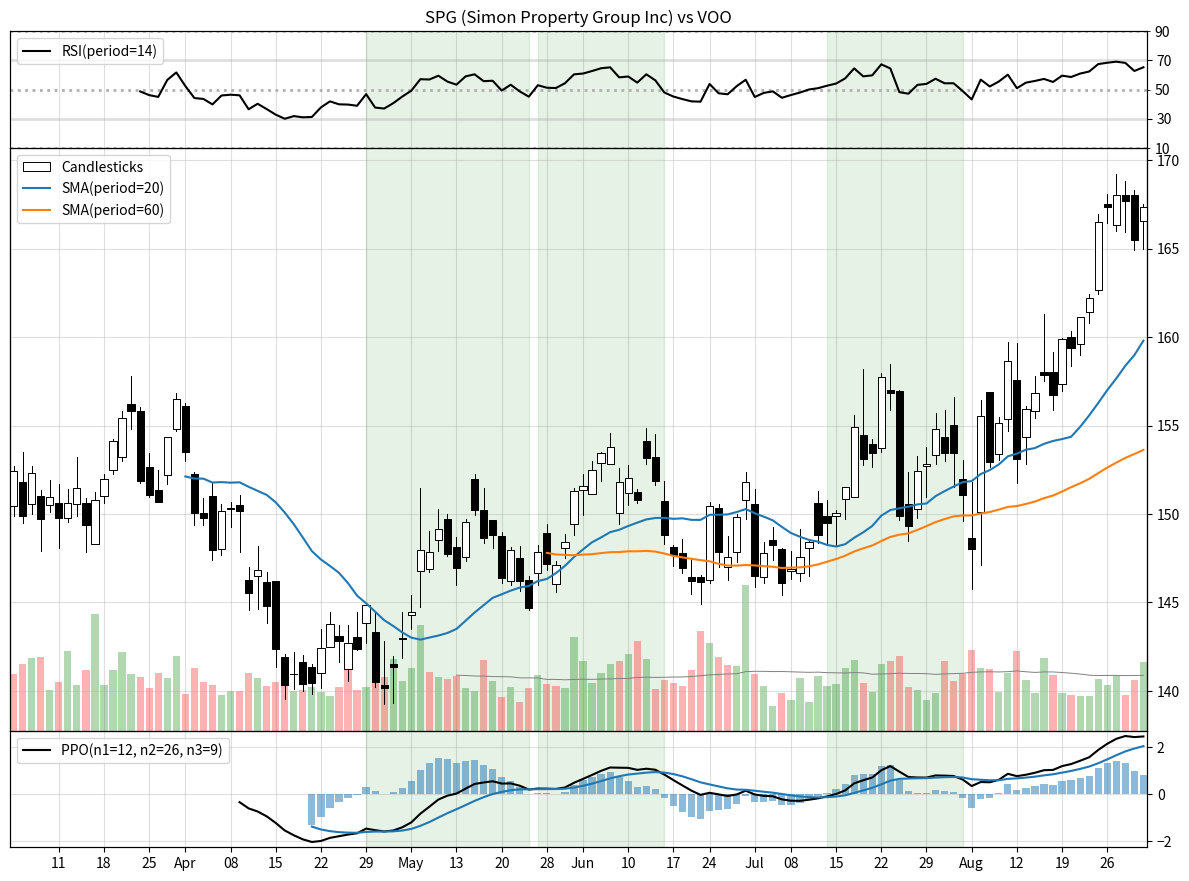 SPG (Simon Property Group Inc) vs VOO
RSI(period=14)
90
70
50
30
10
Candlesticks
SMA(period=20)
SMA(period=60)
170
165
160
155
150
145
140
PPO(n1=12, n2=26, n3=9)
2
0
−2
11 18 25 Apr 08 15 22 29 May 13 20 28 Jun 10 17 24 Jul 08 15 22 29 Aug 12 19 26